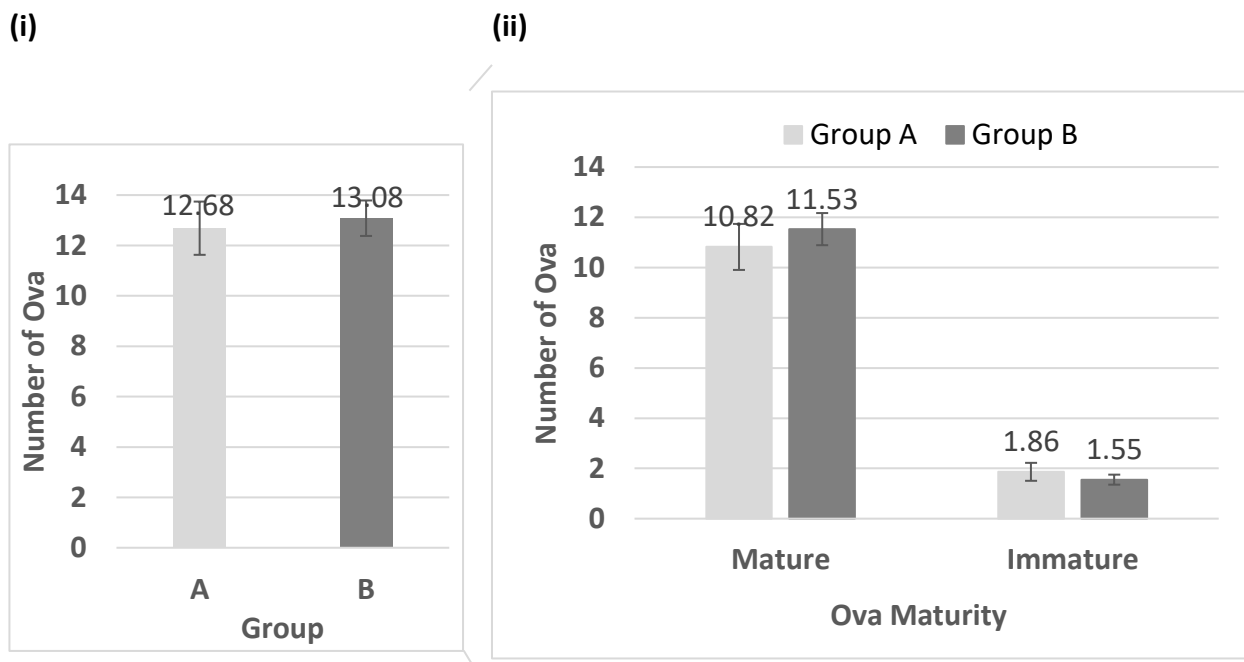 (i)
(ii)
Number of Ova
14
12
10
8
6
4
2
0
12.68
13.08
A
B
Group
Group A
Group B
Number of Ova
14
12
10
8
6
4
2
0
10.82
11.53
1.86
1.55
Mature
Immature
Ova Maturity